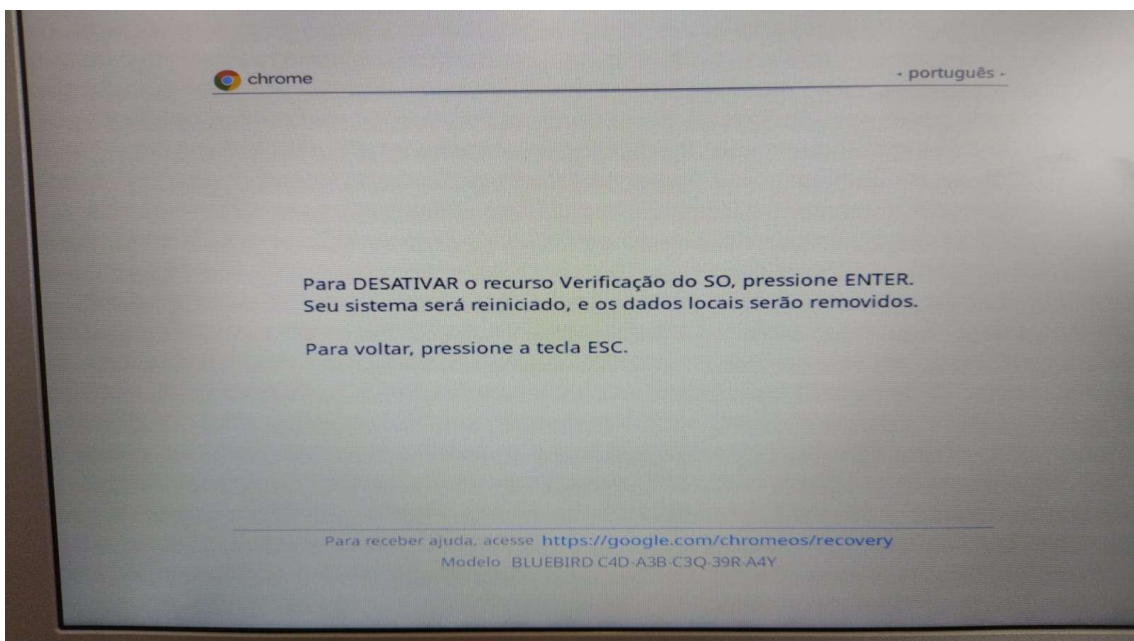 chrome
- português -
Para DESATIVAR o recurso Verificação do SO, pressione ENTER.
Seu sistema será reiniciado, e os dados locais serão removidos.
Para voltar, pressione a tecla ESC.
Para receber ajuda, acesse https://google.com/chromeos/recovery
Modelo BLUEBIRD C4D-A3B-C3Q-39R-A4Y